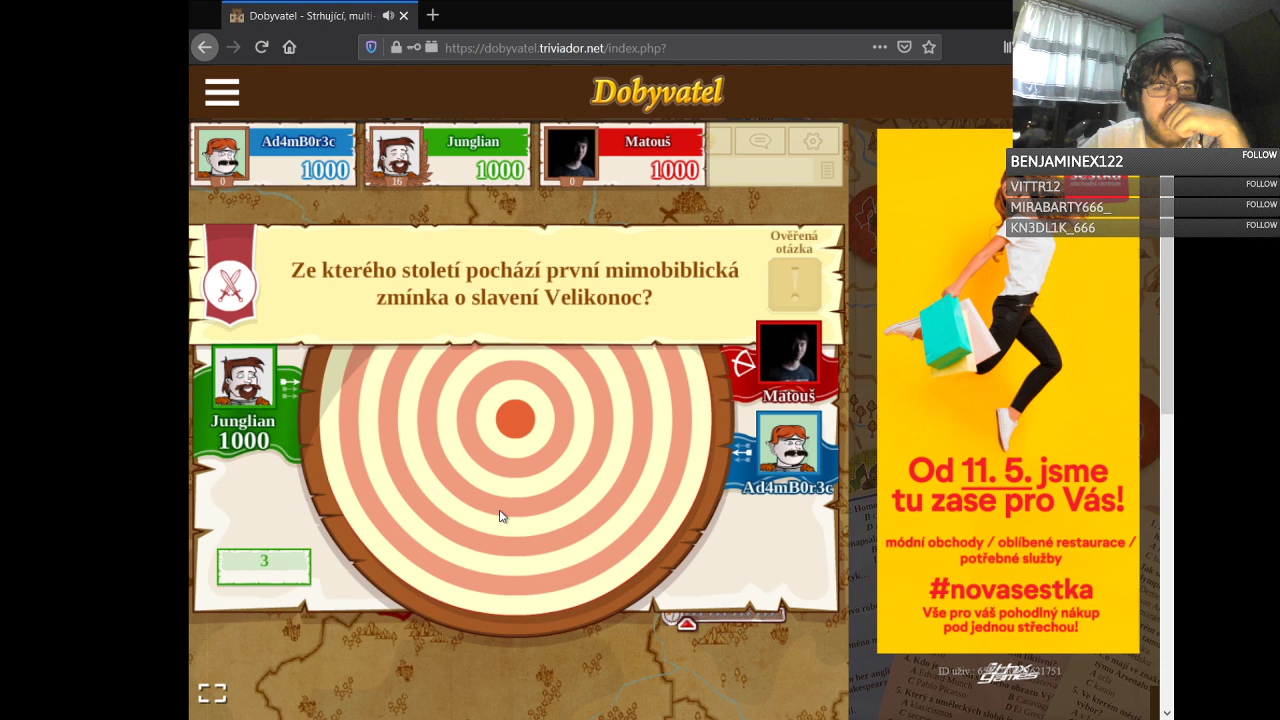 Dobyvatel - Strhující, multi-
https://dobyvatel.triviador.net/index.php?
Dobyvatel
Ad4mB0r3c
1000
0
Junglian
1000
16
Matouš
1000
0
BENJAMINEX122
FOLLOW
VITTR12
FOLLOW
MIRABARTY666_
FOLLOW
KN3DL1K_666
FOLLOW
Ověřená
otázka
Ze kterého století pochází první mimobiblická
zmínka o slavení Velikonoc?
Junglian
1000
Matouš
Ad4mB0r3c
3
Od 11. 5. jsme
tu zase pro Vás!
módní obchody / oblíbené restaurace /
potřebné služby
#novasestka
Vše pro váš pohodlný nákup
pod jednou střechou!
ID uživ.:
games